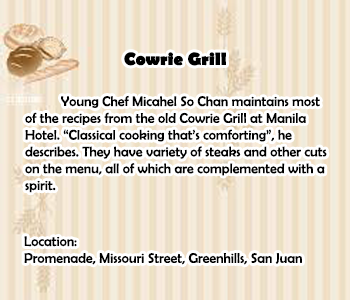 Cowrie Grill
Young Chef Micahel So Chan maintains most
of the recipes from the old Cowrie Grill at Manila
Hotel. “Classical cooking that’s comforting”, he
describes. They have variety of steaks and other cuts
on the menu, all of which are complemented with a
spirit.
Location:
Promenade, Missouri Street, Greenhills, San Juan